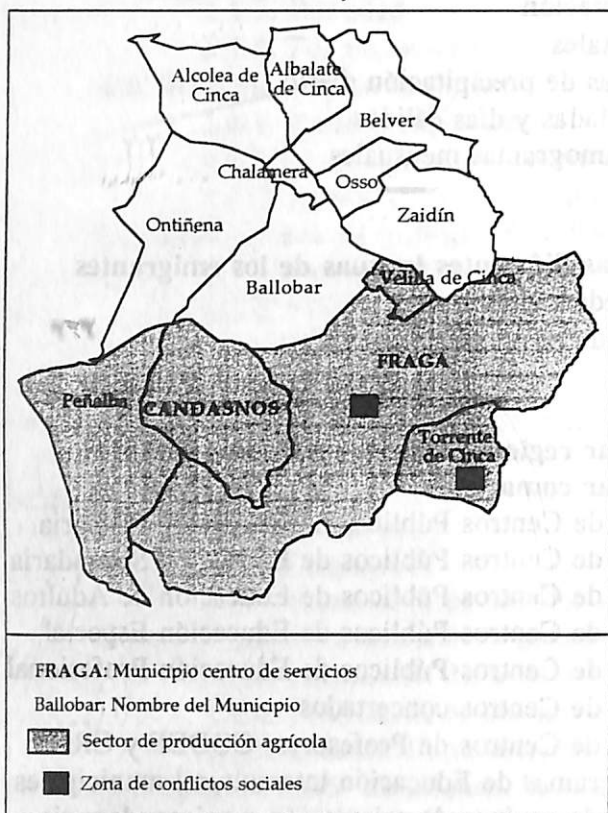 Alcolea de
Cinca
Albalate
de Cinca
Belver
Chalamera
Osso
Ontiñena
Zaidín
Ballobar
Velilla de Cinca
FRAGA
Peñalba
CANDASNOS
Torrente
de Cinca
FRAGA: Municipio centro de servicios
Ballobar: Nombre del Municipio
Sector de producción agrícola
Zona de conflictos sociales